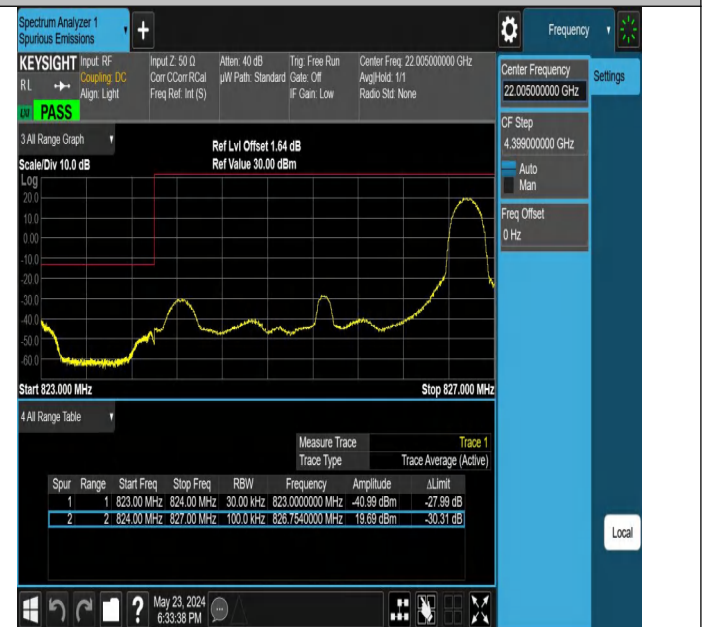 Spectrum Analyzer 1
Spurious Emissions
Frequency
KEYSIGHT
RL
Input: RF
Coupling: DC
Align: Light
Input Z: 50 Ω
Corr CCorr RCal
Freq Ref: Int (S)
Atten: 40 dB
µW Path: Standard
Trig: Free Run
Gate: Off
IF Gain: Low
Center Freq: 22.005000000 GHz
Avg|Hold: 1/1
Radio Std: None
PASS
Center Frequency
22.005000000 GHz
Settings
CF Step
4.399000000 GHz
Auto
Man
Freq Offset
0 Hz
3 All Range Graph
Scale/Div 10.0 dB
Ref Lvl Offset 1.64 dB
Ref Value 30.00 dBm
Log
20.0
10.0
0.00
-10.0
-20.0
-30.0
-40.0
-50.0
-60.0
Start 823.000 MHz
Stop 827.000 MHz
4 All Range Table
Measure Trace Trace 1
Trace Type Trace Average (Active)
Spur Range Start Freq Stop Freq RBW Frequency Amplitude ΔLimit
1 1 823.00 MHz 824.00 MHz 30.00 kHz 823.0000000 MHz -40.99 dBm -27.99 dB
2 2 824.00 MHz 827.00 MHz 100.0 kHz 826.7540000 MHz 19.69 dBm -30.31 dB
Local
May 23, 2024
6:33:38 PM